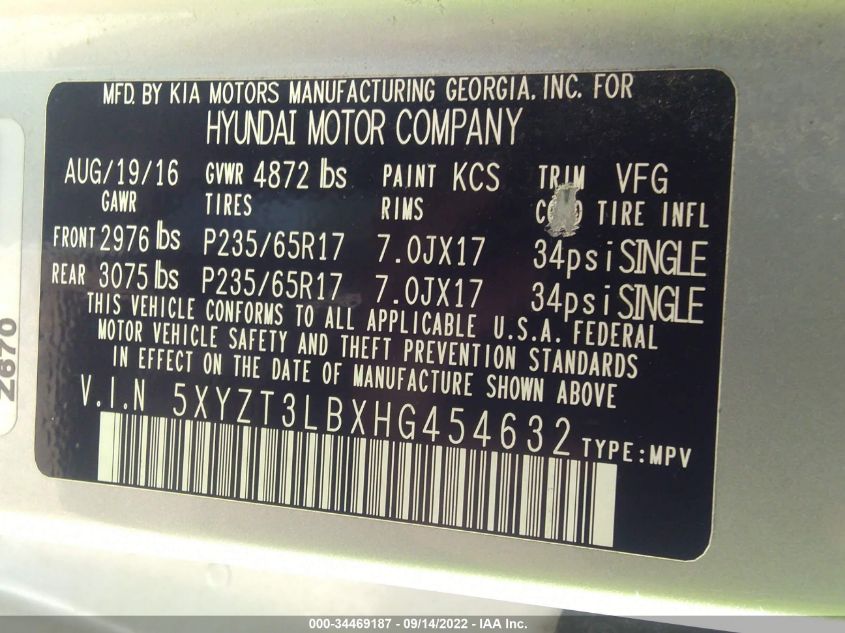 MFD. BY KIA MOTORS MANUFACTURING GEORGIA, INC. FOR
HYUNDAI MOTOR COMPANY
AUG/19/16 GVWR 4872 lbs PAINT KCS TRIM VFG
GAWR TIRES RIMS TIRE INFL
FRONT 2976 lbs P235/65R17 7.0JX17 34psi SINGLE
REAR 3075 lbs P235/65R17 7.0JX17 34psi SINGLE
THIS VEHICLE CONFORMS TO ALL APPLICABLE U.S.A. FEDERAL
MOTOR VEHICLE SAFETY AND THEFT PREVENTION STANDARDS
IN EFFECT ON THE DATE OF MANUFACTURE SHOWN ABOVE
V.I.N 5XYZT3LBXHG454632 TYPE:MPV
2670
000-34469187 - 09/14/2022 - IAA Inc.